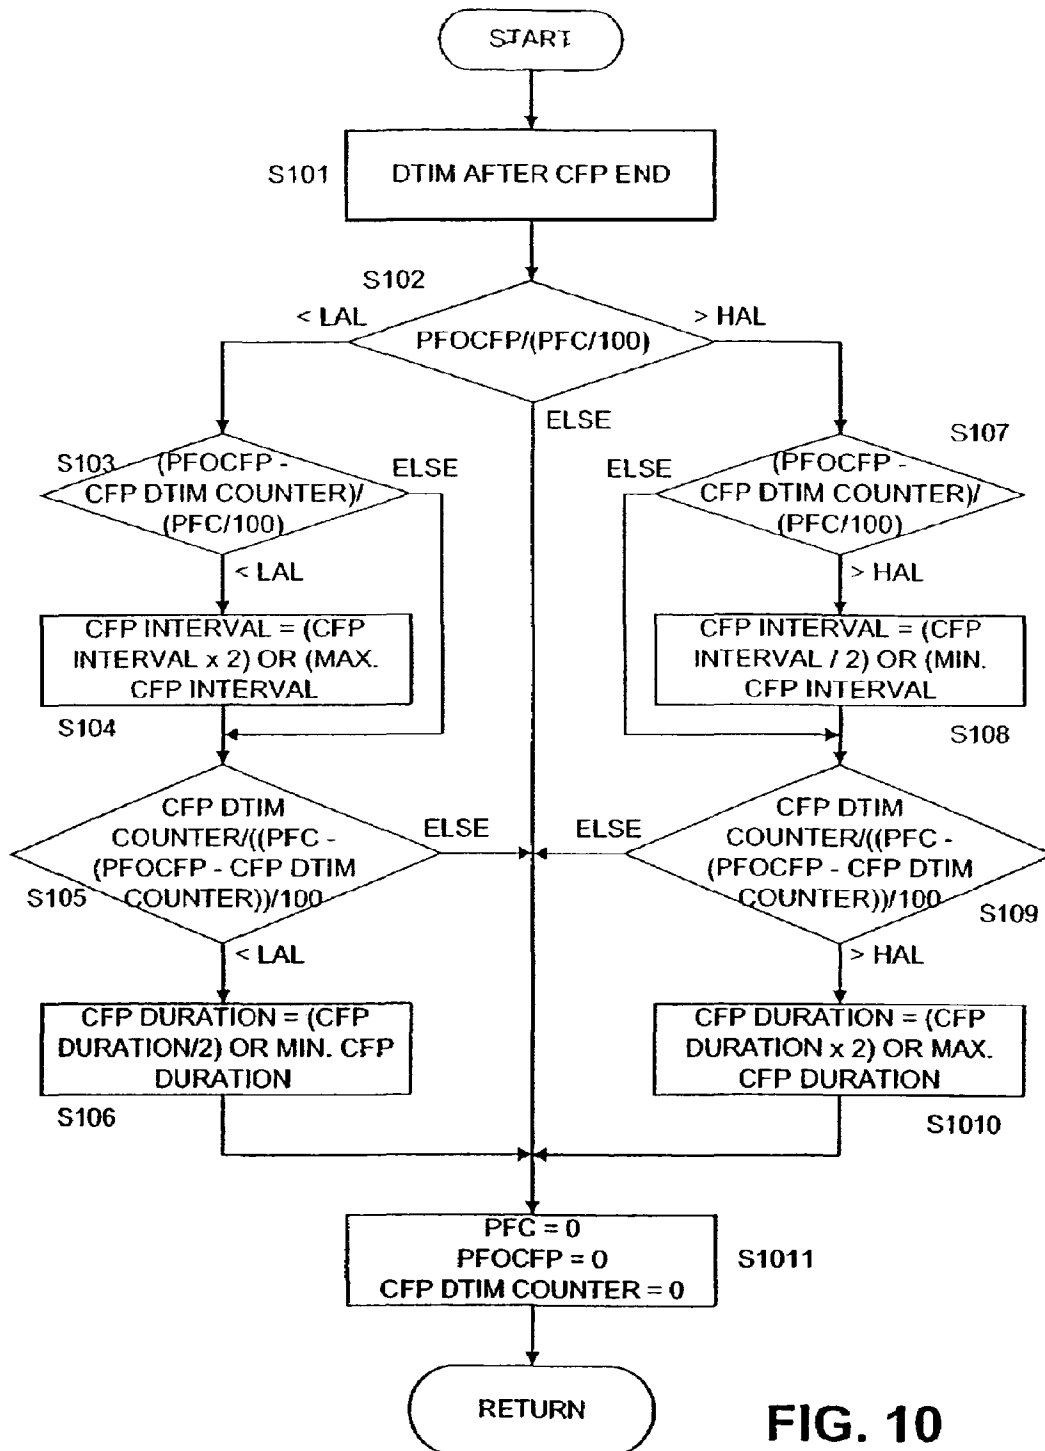 START
S101
DTIM AFTER CFP END
S102
< LAL
> HAL
PFOCFP/(PFC/100)
ELSE
S103
(PFOCFP -
CFP DTIM COUNTER)/
(PFC/100)
ELSE
< LAL
S107
ELSE
(PFOCFP -
CFP DTIM COUNTER)/
(PFC/100)
> HAL
CFP INTERVAL = (CFP
INTERVAL x 2) OR (MAX.
CFP INTERVAL
S104
CFP INTERVAL = (CFP
INTERVAL / 2) OR (MIN.
CFP INTERVAL
S108
CFP DTIM
COUNTER/((PFC -
(PFOCFP - CFP DTIM
COUNTER))/100
S105
ELSE
< LAL
ELSE
CFP DTIM
COUNTER/((PFC -
(PFOCFP - CFP DTIM
COUNTER))/100
S109
> HAL
CFP DURATION = (CFP
DURATION/2) OR MIN. CFP
DURATION
S106
CFP DURATION = (CFP
DURATION x 2) OR MAX.
CFP DURATION
S1010
PFC = 0
PFOCFP = 0
CFP DTIM COUNTER = 0
S1011
RETURN
FIG. 10